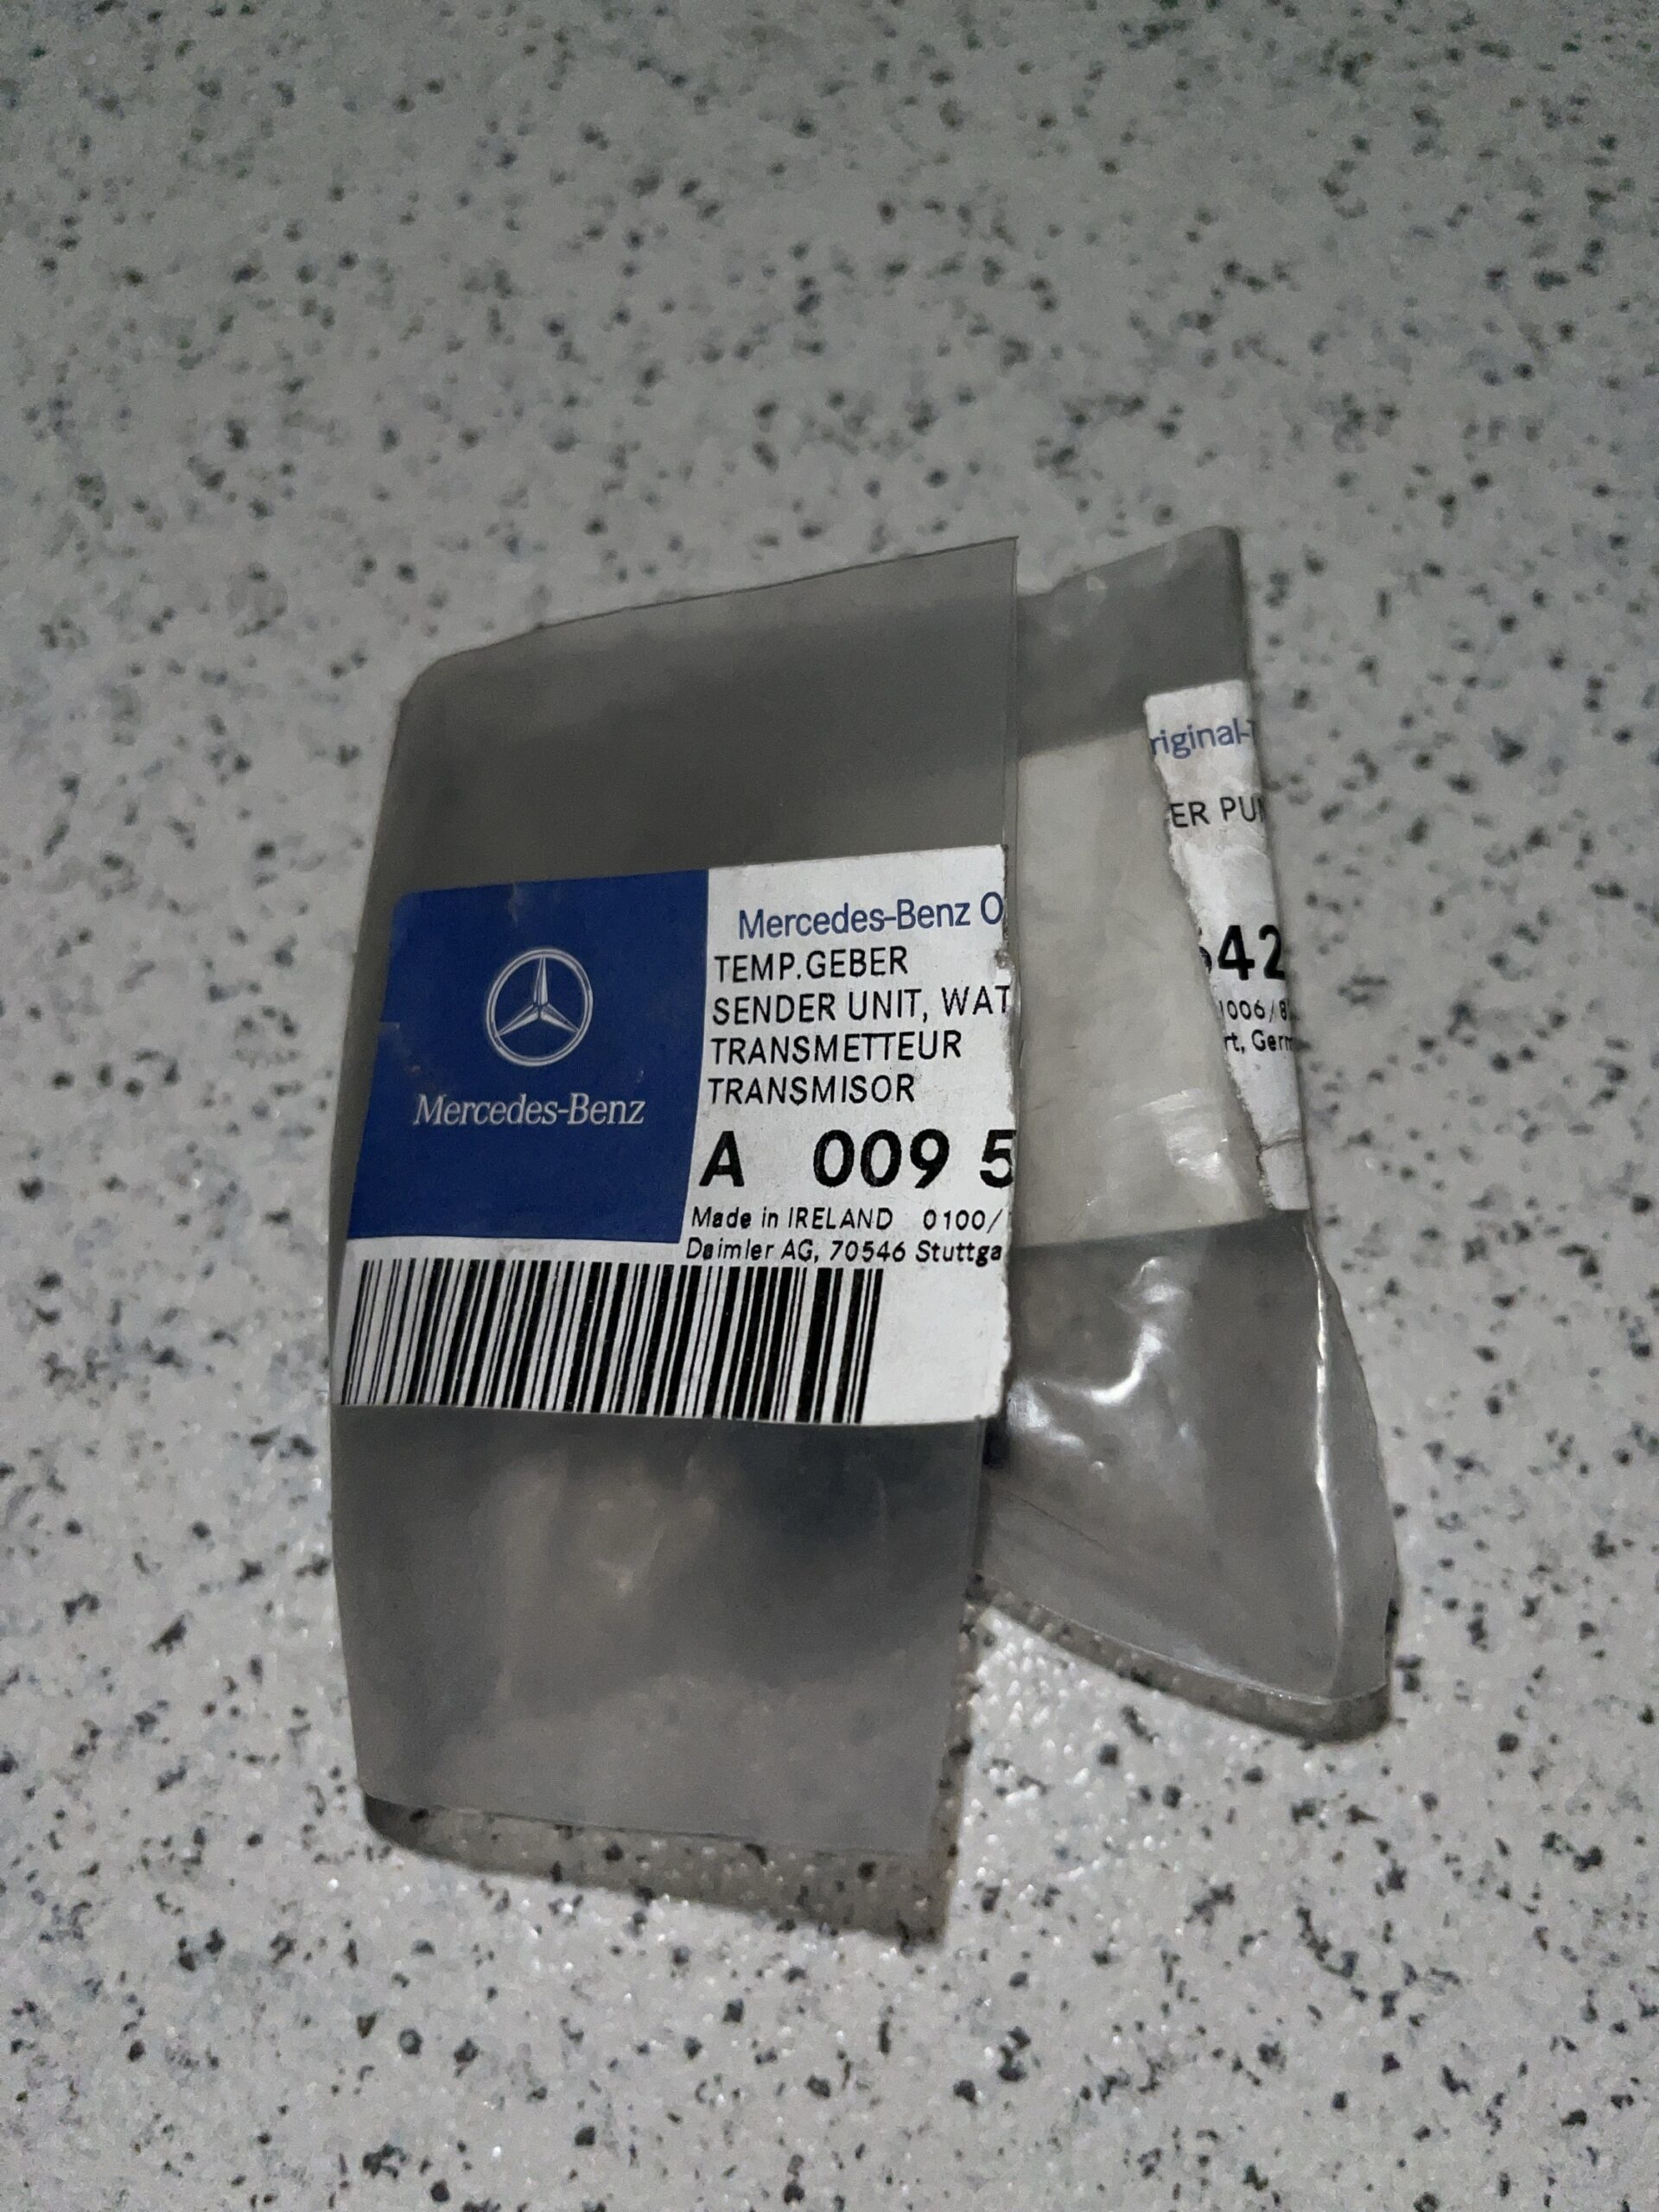 Mercedes-Benz
Mercedes-Benz O
TEMP.GEBER
SENDER UNIT, WAT
TRANSMETTEUR
TRANSMISOR
A 009 5
Made in IRELAND 0100/
Daimler AG, 70546 Stuttga
riginal-
ER PUM
42
1006/8
rt, Germ